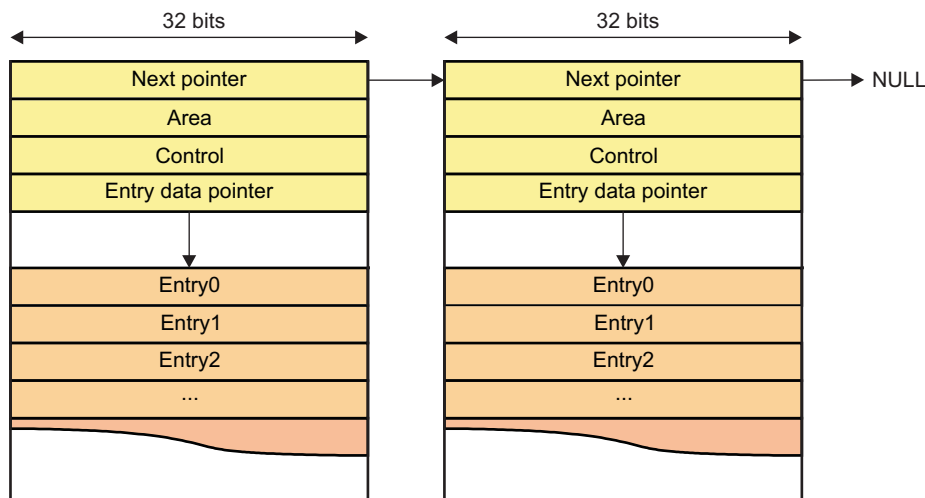 32 bits
32 bits
Next pointer
Next pointer
NULL
Area
Area
Control
Control
Entry data pointer
Entry data pointer
Entry0
Entry0
Entry1
Entry1
Entry2
Entry2
...
...